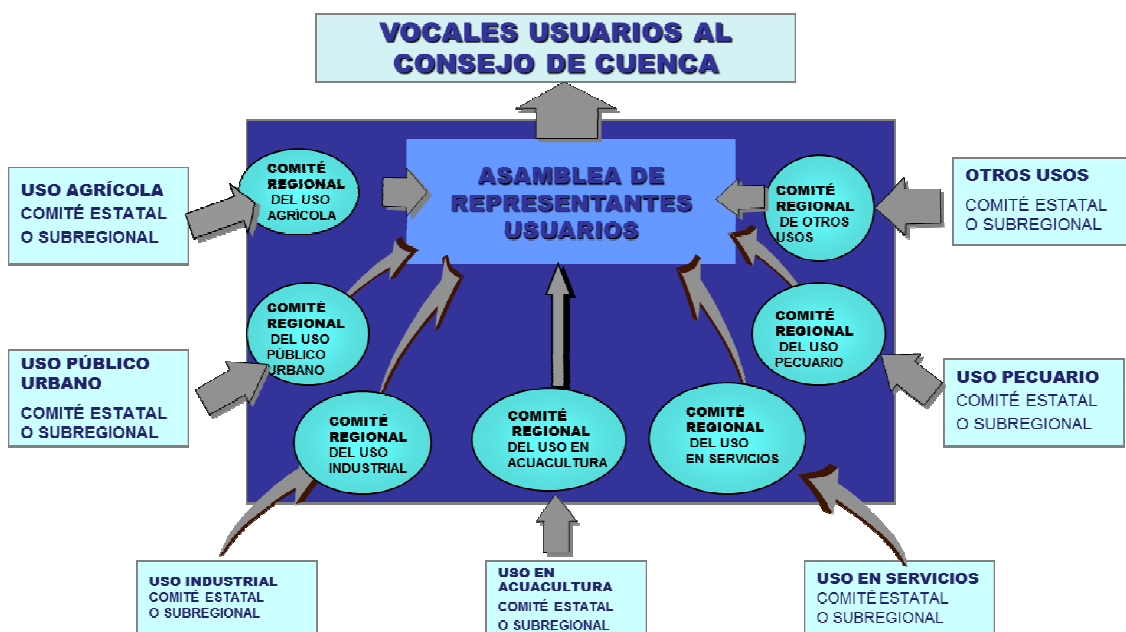 VOCALES USUARIOS AL
CONSEJO DE CUENCA
ASAMBLEA DE
REPRESENTANTES
USUARIOS
USO AGRÍCOLA
COMITÉ ESTATAL
O SUBREGIONAL
COMITÉ
REGIONAL
DEL USO
AGRÌCOLA
COMITÉ
REGIONAL
DE OTROS
USOS
OTROS USOS
COMITÉ ESTATAL
O SUBREGIONAL
USO PÚBLICO
URBANO
COMITÉ ESTATAL
O SUBREGIONAL
COMITÉ
REGIONAL
DEL USO
PÚBLICO
URBANO
COMITÉ
REGIONAL
DEL USO
PECUARIO
USO PECUARIO
COMITÉ ESTATAL
O SUBREGIONAL
COMITÉ
REGIONAL
DEL USO
INDUSTRIAL
COMITÉ
REGIONAL
DEL USO EN
ACUACULTURA
COMITÉ
REGIONAL
DEL USO
EN SERVICIOS
USO INDUSTRIAL
COMITÉ ESTATAL
O SUBREGIONAL
USO EN
ACUACULTURA
COMITÉ ESTATAL
O SUBREGIONAL
USO EN SERVICIOS
COMITÉ ESTATAL
O SUBREGIONAL